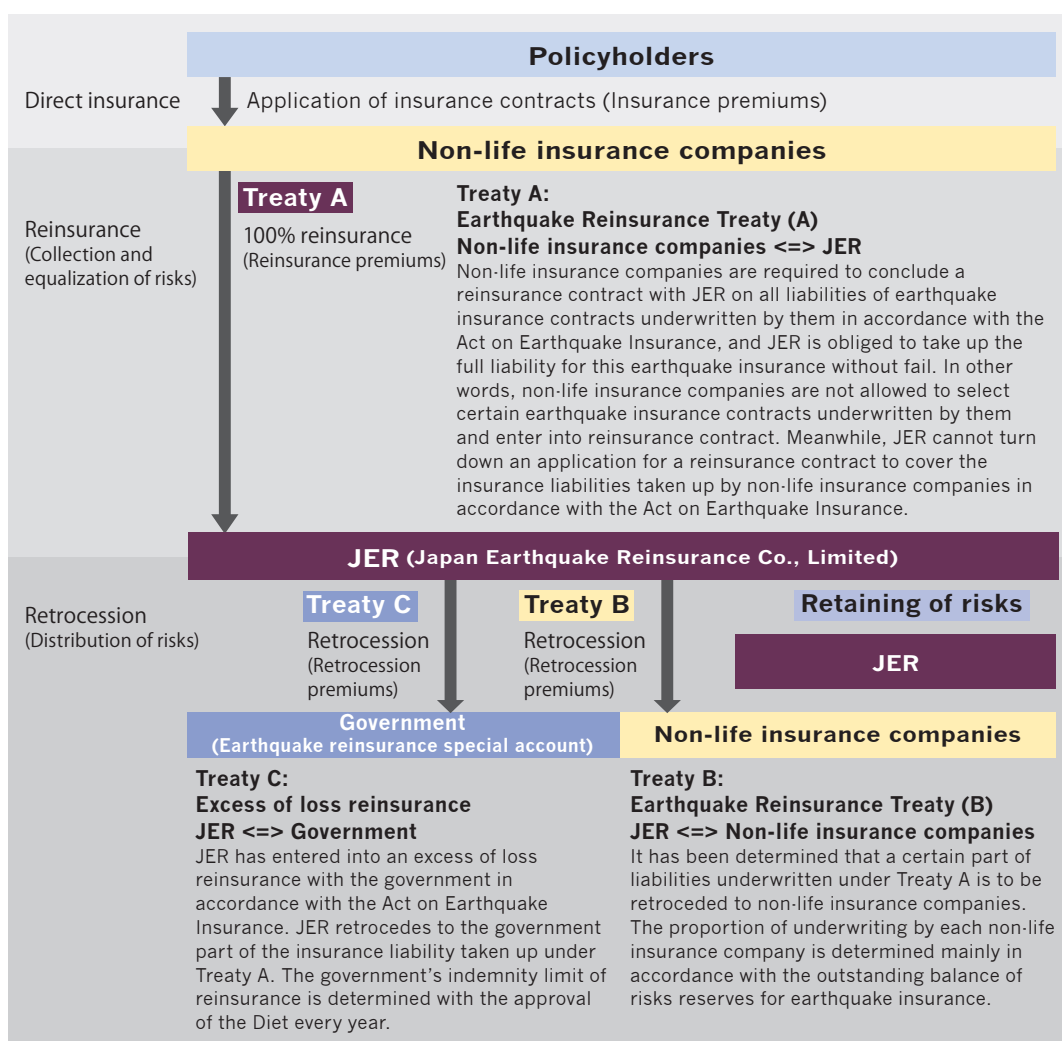 Policyholders
Direct insurance
Application of insurance contracts (Insurance premiums)
Non-life insurance companies
Reinsurance
(Collection and
equalization of risks)
Treaty A
100% reinsurance
(Reinsurance premiums)
Treaty A:
Earthquake Reinsurance Treaty (A)
Non-life insurance companies <=> JER
Non-life insurance companies are required to conclude a
reinsurance contract with JER on all liabilities of earthquake
insurance contracts underwritten by them in accordance with the
Act on Earthquake Insurance, and JER is obliged to take up the
full liability for this earthquake insurance without fail. In other
words, non-life insurance companies are not allowed to select
certain earthquake insurance contracts underwritten by them
and enter into reinsurance contract. Meanwhile, JER cannot turn
down an application for a reinsurance contract to cover the
insurance liabilities taken up by non-life insurance companies in
accordance with the Act on Earthquake Insurance.
JER (Japan Earthquake Reinsurance Co., Limited)
Retrocession
(Distribution of risks)
Treaty C
Retrocession
(Retrocession
premiums)
Treaty B
Retrocession
(Retrocession
premiums)
Retaining of risks
JER
Government
(Earthquake reinsurance special account)
Non-life insurance companies
Treaty C:
Excess of loss reinsurance
JER <=> Government
JER has entered into an excess of loss
reinsurance with the government in
accordance with the Act on Earthquake
Insurance. JER retrocedes to the government
part of the insurance liability taken up under
Treaty A. The government's indemnity limit of
reinsurance is determined with the approval
of the Diet every year.
Treaty B:
Earthquake Reinsurance Treaty (B)
JER <=> Non-life insurance companies
It has been determined that a certain part of
liabilities underwritten under Treaty A is to be
retroceded to non-life insurance companies.
The proportion of underwriting by each non-life
insurance company is determined mainly in
accordance with the outstanding balance of
risks reserves for earthquake insurance.